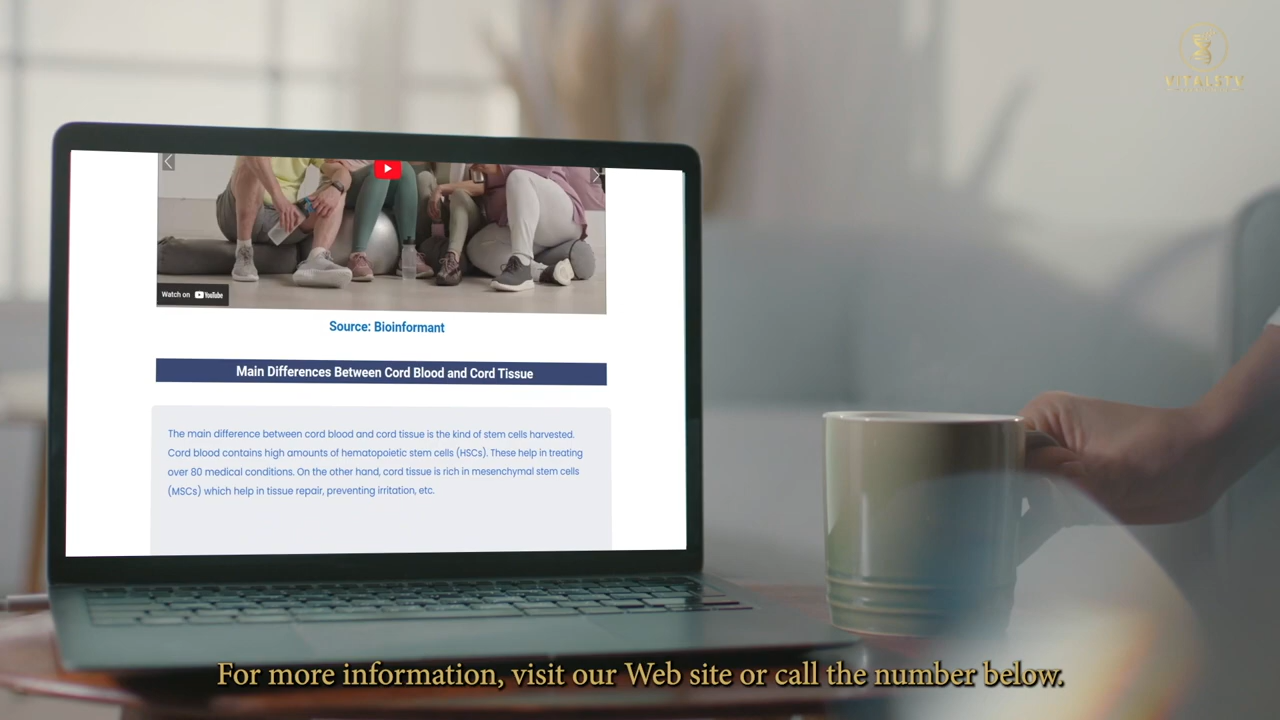 VITALITY
Watch on YouTube
Source: Bioinformant
Main Differences Between Cord Blood and Cord Tissue
The main difference between cord blood and cord tissue is the kind of stem cells harvested.
Cord blood contains high amounts of hematopoietic stem cells (HSCs). These help in treating
over 80 medical conditions. On the other hand, cord tissue is rich in mesenchymal stem cells
(MSCs) which help in tissue repair, preventing irritation, etc.
For more information, visit our Web site or call the number below.